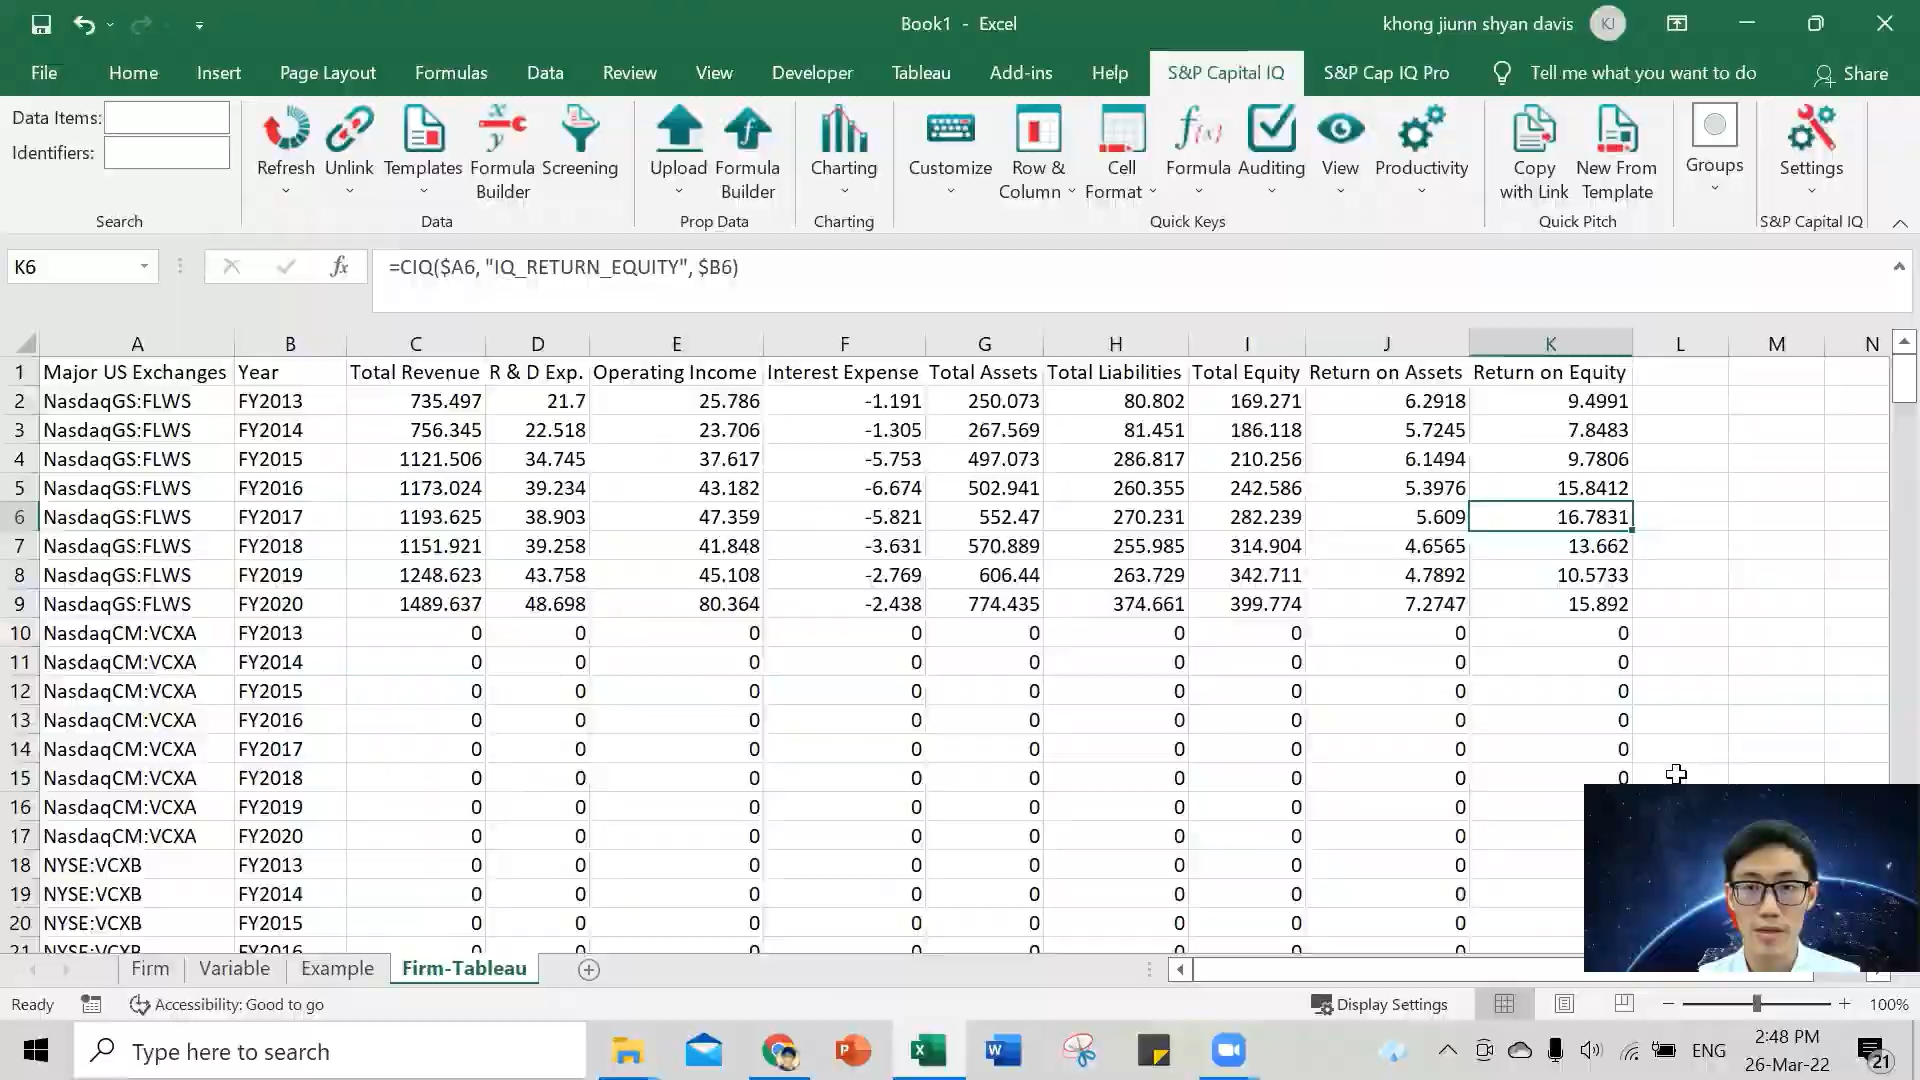 Book1 - Excel
khong jiunn shyan davis KJ
File Home Insert Page Layout Formulas Data Review View Developer Tableau Add-ins Help S&P Capital IQ S&P Cap IQ Pro Tell me what you want to do Share
Data Items:
Identifiers:
Search
Refresh Unlink Templates Formula Builder Screening
Data
Upload Formula Builder
Prop Data
Charting
Charting
Customize Row & Column Cell Format Formula Auditing View Productivity
Quick Keys
Copy with Link New From Template
Quick Pitch
Groups
Settings
S&P Capital IQ
K6 fx =CIQ($A6, "IQ_RETURN_EQUITY", $B6)
A B C D E F G H I J K L M N
1 Major US Exchanges Year Total Revenue R & D Exp. Operating Income Interest Expense Total Assets Total Liabilities Total Equity Return on Assets Return on Equity
2 NasdaqGS:FLWS FY2013 735.497 21.7 25.786 -1.191 250.073 80.802 169.271 6.2918 9.4991
3 NasdaqGS:FLWS FY2014 756.345 22.518 23.706 -1.305 267.569 81.451 186.118 5.7245 7.8483
4 NasdaqGS:FLWS FY2015 1121.506 34.745 37.617 -5.753 497.073 286.817 210.256 6.1494 9.7806
5 NasdaqGS:FLWS FY2016 1173.024 39.234 43.182 -6.674 502.941 260.355 242.586 5.3976 15.8412
6 NasdaqGS:FLWS FY2017 1193.625 38.903 47.359 -5.821 552.47 270.231 282.239 5.609 16.7831
7 NasdaqGS:FLWS FY2018 1151.921 39.258 41.848 -3.631 570.889 255.985 314.904 4.6565 13.662
8 NasdaqGS:FLWS FY2019 1248.623 43.758 45.108 -2.769 606.44 263.729 342.711 4.7892 10.5733
9 NasdaqGS:FLWS FY2020 1489.637 48.698 80.364 -2.438 774.435 374.661 399.774 7.2747 15.892
10 NasdaqCM:VCXA FY2013 0 0 0 0 0 0 0 0 0
11 NasdaqCM:VCXA FY2014 0 0 0 0 0 0 0 0 0
12 NasdaqCM:VCXA FY2015 0 0 0 0 0 0 0 0 0
13 NasdaqCM:VCXA FY2016 0 0 0 0 0 0 0 0 0
14 NasdaqCM:VCXA FY2017 0 0 0 0 0 0 0 0 0
15 NasdaqCM:VCXA FY2018 0 0 0 0 0 0 0 0 0
16 NasdaqCM:VCXA FY2019 0 0 0 0 0 0 0 0
17 NasdaqCM:VCXA FY2020 0 0 0 0 0 0 0 0
18 NYSE:VCXB FY2013 0 0 0 0 0 0 0 0
19 NYSE:VCXB FY2014 0 0 0 0 0 0 0 0
20 NYSE:VCXB FY2015 0 0 0 0 0 0 0 0
21 NYSE:VCXB FY2016 0 0 0 0 0 0 0 0
Firm Variable Example Firm-Tableau
Ready Accessibility: Good to go Display Settings 100%
Type here to search
ENG
2:48 PM
26-Mar-22
21